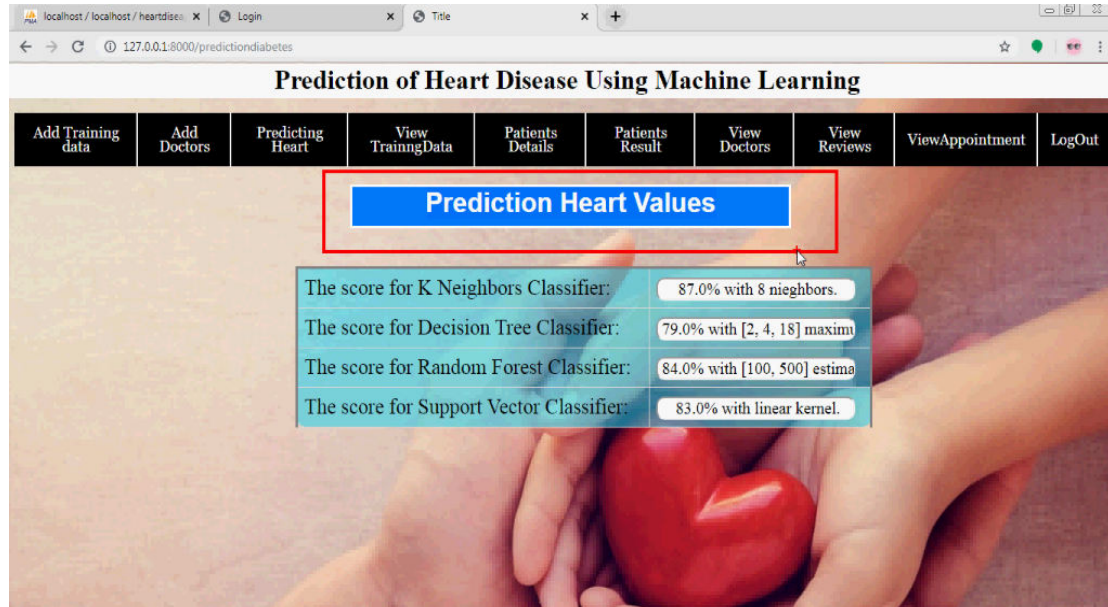 localhost / localhost / heartdisea
Login
Title
127.0.0.1:8000/predictiondiabetes
Prediction of Heart Disease Using Machine Learning
Add Training
data
Add
Doctors
Predicting
Heart
View
TrainngData
Patients
Details
Patients
Result
View
Doctors
View
Reviews
ViewAppointment
LogOut
Prediction Heart Values
The score for K Neighbors Classifier:
87.0% with 8 nieghbors.
The score for Decision Tree Classifier:
79.0% with [2, 4, 18] maximu
The score for Random Forest Classifier:
84.0% with [100, 500] estima
The score for Support Vector Classifier:
83.0% with linear kernel.